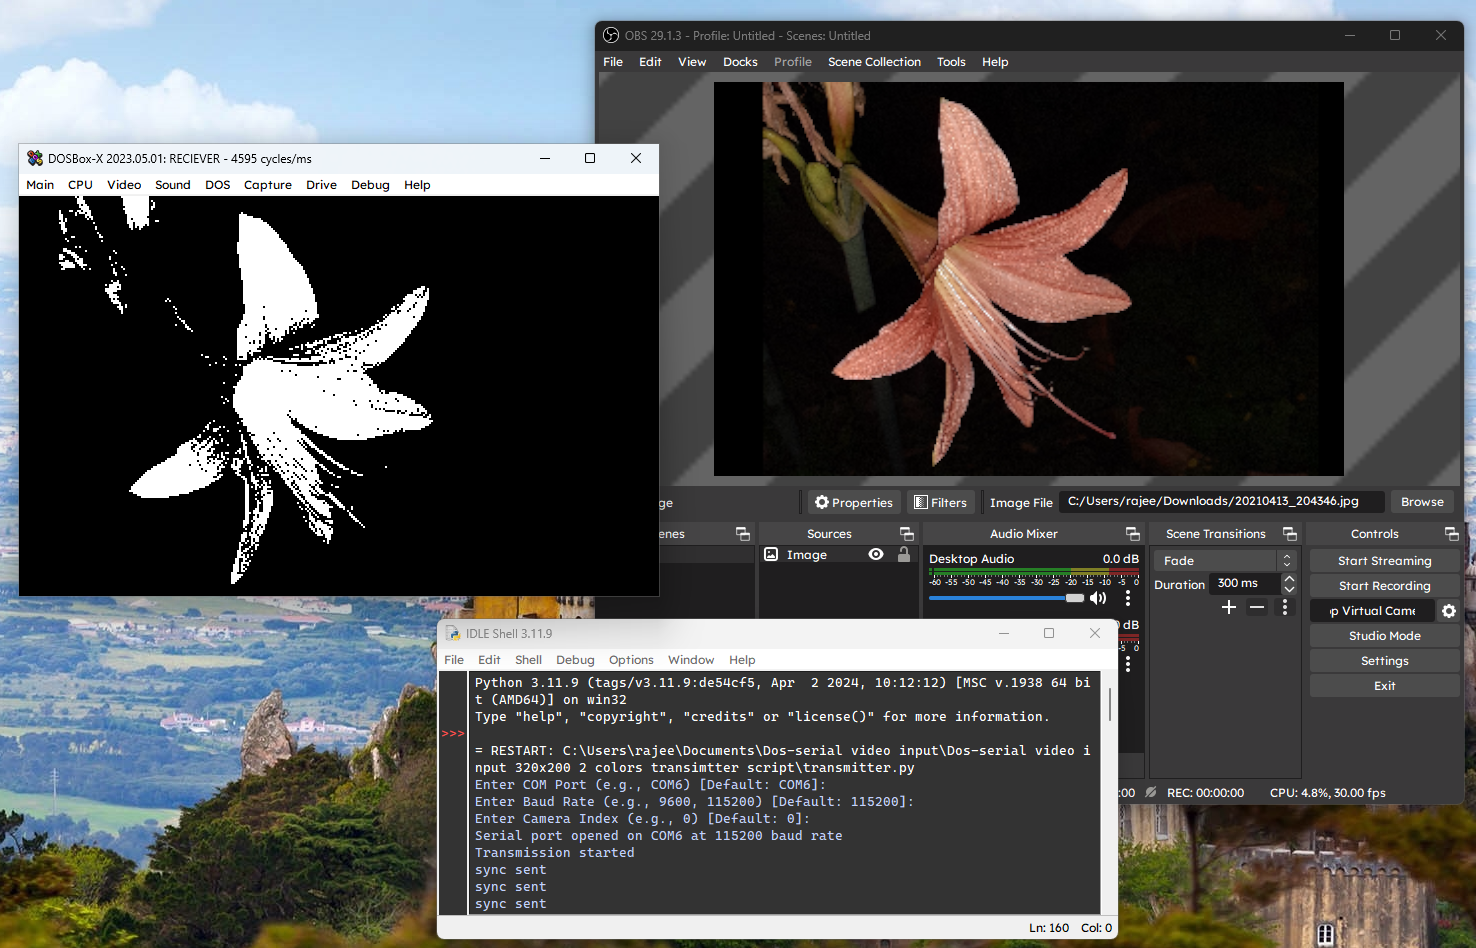 OBS 29.1.3 - Profile: Untitled - Scenes: Untitled
File Edit View Docks Profile Scene Collection Tools Help
DOSBox-X 2023.05.01: RECIEVER - 4595 cycles/ms
Main CPU Video Sound DOS Capture Drive Debug Help
ge Properties Filters Image File C:/Users/rajee/Downloads/20210413_204346.jpg Browse
enes Sources Audio Mixer Scene Transitions Controls
Image
Desktop Audio 0.0 dB
-60 -55 -50 -45 -40 -35 -30 -25 -20 -15 -10 -5 0
0 dB
-5 0
Fade
Duration 300 ms
Start Streaming
Start Recording
p Virtual Came
Studio Mode
Settings
Exit
:00 REC: 00:00:00 CPU: 4.8%, 30.00 fps
IDLE Shell 3.11.9
File Edit Shell Debug Options Window Help
Python 3.11.9 (tags/v3.11.9:de54cf5, Apr  2 2024, 10:12:12) [MSC v.1938 64 bi
t (AMD64)] on win32
Type "help", "copyright", "credits" or "license()" for more information.
>>>
= RESTART: C:\Users\rajee\Documents\Dos-serial video input\Dos-serial video i
nput 320x200 2 colors transimtter script\transmitter.py
Enter COM Port (e.g., COM6) [Default: COM6]:
Enter Baud Rate (e.g., 9600, 115200) [Default: 115200]:
Enter Camera Index (e.g., 0) [Default: 0]:
Serial port opened on COM6 at 115200 baud rate
Transmission started
sync sent
sync sent
sync sent
Ln: 160 Col: 0